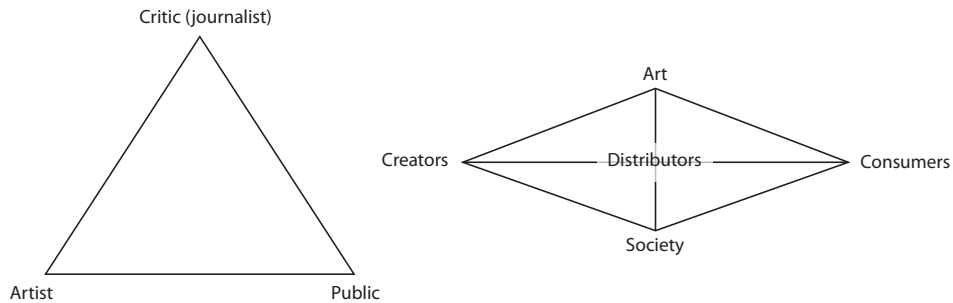 Critic (journalist)
Artist
Public
Art
Creators
Distributors
Consumers
Society